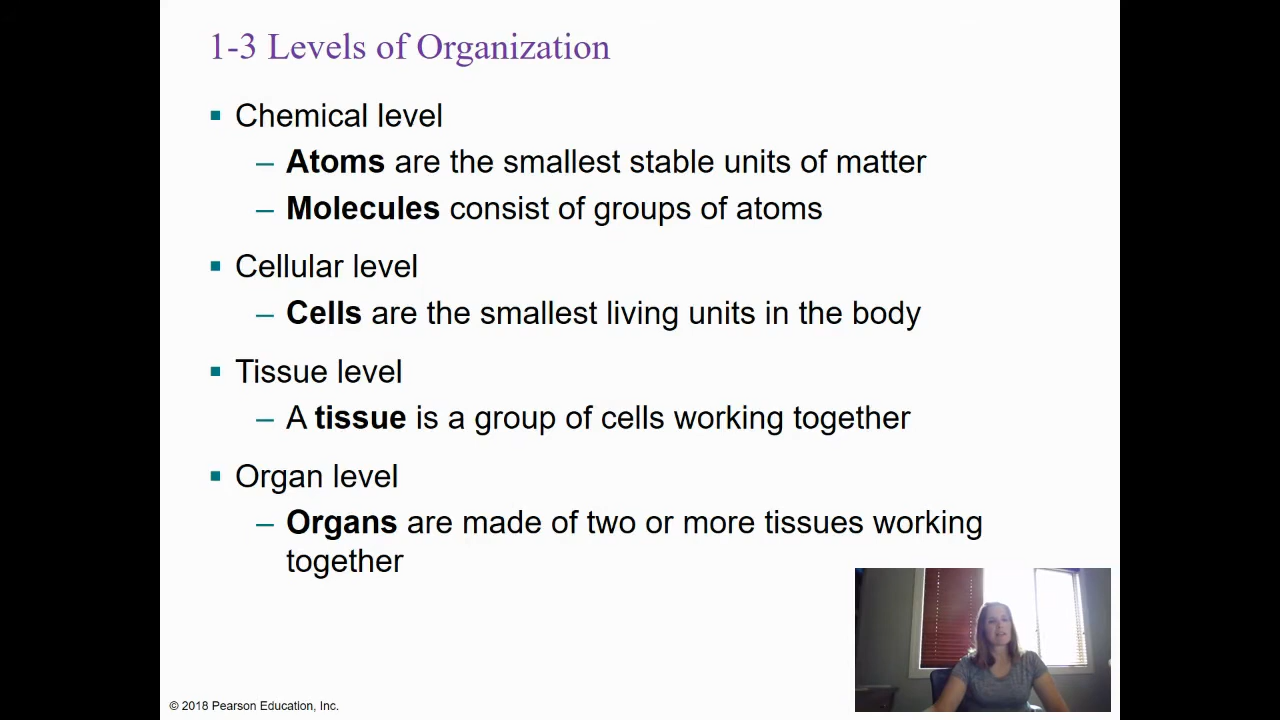 1-3 Levels of Organization
▪ Chemical level
– Atoms are the smallest stable units of matter
– Molecules consist of groups of atoms
▪ Cellular level
– Cells are the smallest living units in the body
▪ Tissue level
– A tissue is a group of cells working together
▪ Organ level
– Organs are made of two or more tissues working
together
© 2018 Pearson Education, Inc.